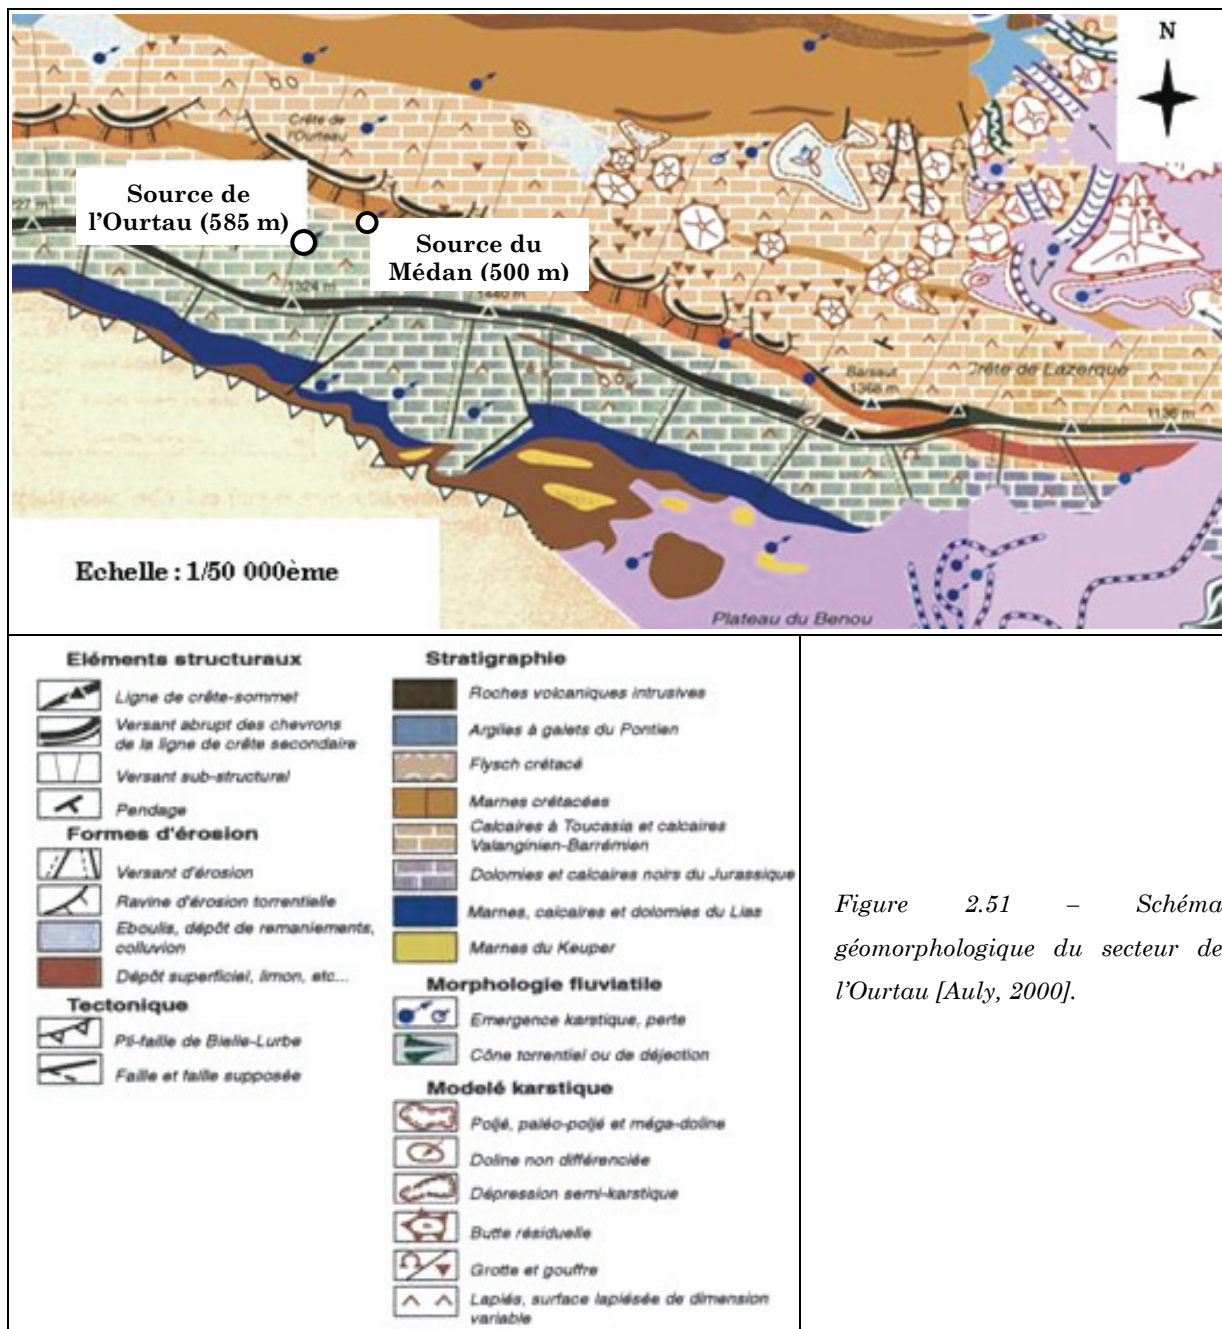 N
Crête de
l'Ourteau
Source de
l'Ourtau (585 m)
Source du
Médan (500 m)
27 m
1324 m
1440 m
Barsaut
1368 m
Crête de Lazerque
1136 m
Echelle : 1/50 000ème
Plateau du Benou
Eléments structuraux
Ligne de crête-sommet
Versant abrupt des chevrons
de la ligne de crête secondaire
Versant sub-structural
Pendage
Formes d'érosion
Versant d'érosion
Ravine d'érosion torrentielle
Eboulis, dépôt de remaniements,
colluvion
Dépôt superficiel, limon, etc...
Tectonique
Pli-faille de Bielle-Lurbe
Faille et faille supposée
Stratigraphie
Roches volcaniques intrusives
Argiles à galets du Pontien
Flysch crétacé
Marnes crétacées
Calcaires à Toucasia et calcaires
Valanginien-Barrémien
Dolomies et calcaires noirs du Jurassique
Marnes, calcaires et dolomies du Lias
Marnes du Keuper
Morphologie fluviatile
Emergence karstique, perte
Cône torrentiel ou de déjection
Modelé karstique
Poljé, paléo-poljé et méga-doline
Doline non différenciée
Dépression semi-karstique
Butte résiduelle
Grotte et gouffre
Lapiés, surface lapiésée de dimension
variable
Figure 2.51 – Schéma
géomorphologique du secteur de
l'Ourtau [Auly, 2000].